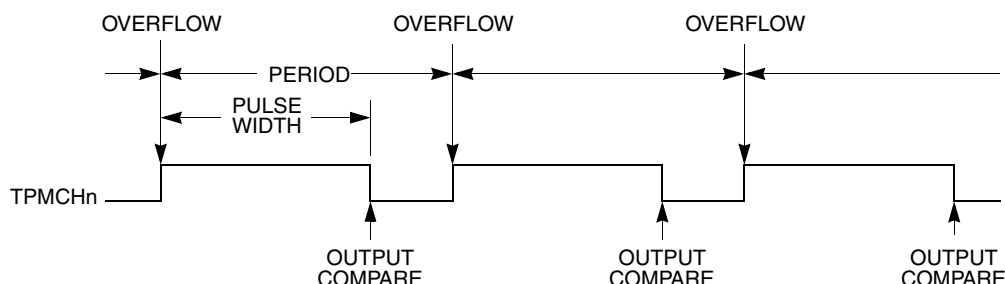 OVERFLOW OVERFLOW OVERFLOW
PERIOD
PULSE
WIDTH
TPMCHn
OUTPUT
COMPARE
OUTPUT
COMPARE
OUTPUT
COMPARE